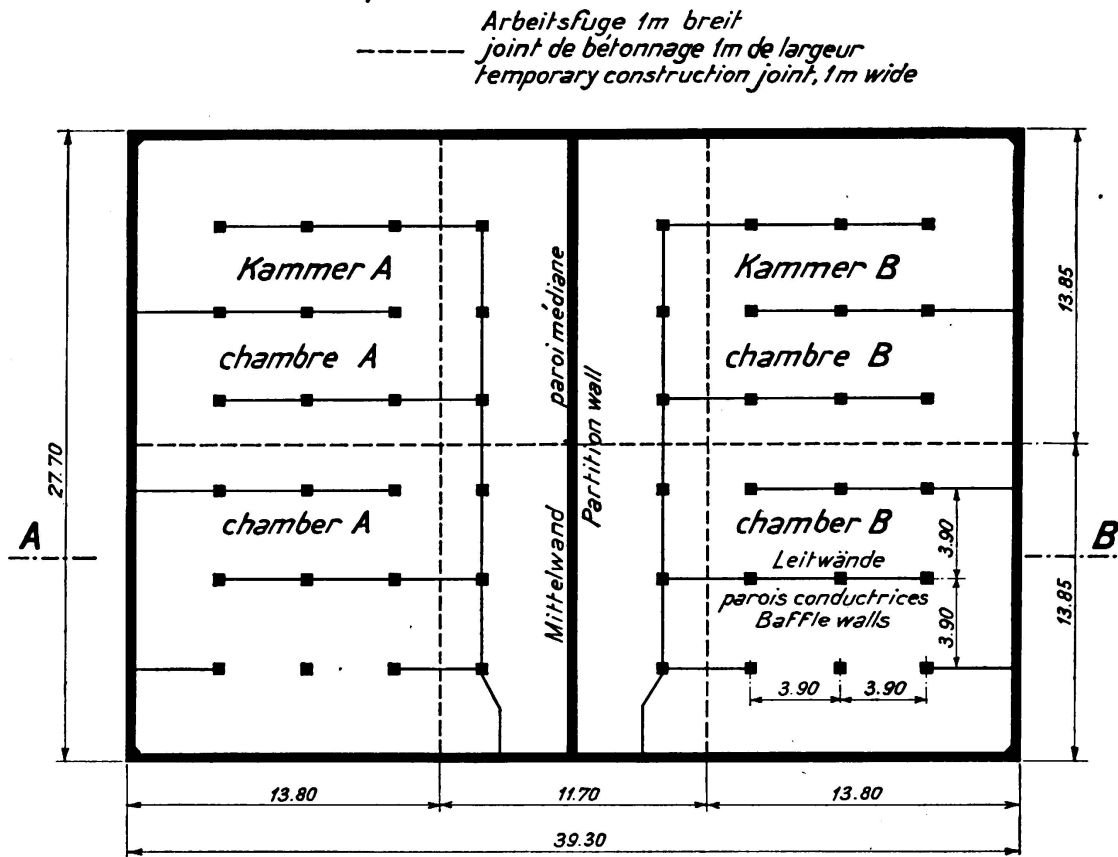 Arbeitsfuge 1m breit
joint de bétonnage 1m de largeur
temporary construction joint, 1m wide
Kammer A
Kammer B
chambre A
chambre B
chamber A
chamber B
paroi médiane
Mittelwand
Partition wall
Leitwände
parois conductrices
Baffle walls
A
B
27.70
13.85
13.85
3.90
3.90
3.90
3.90
13.80
11.70
13.80
39.30